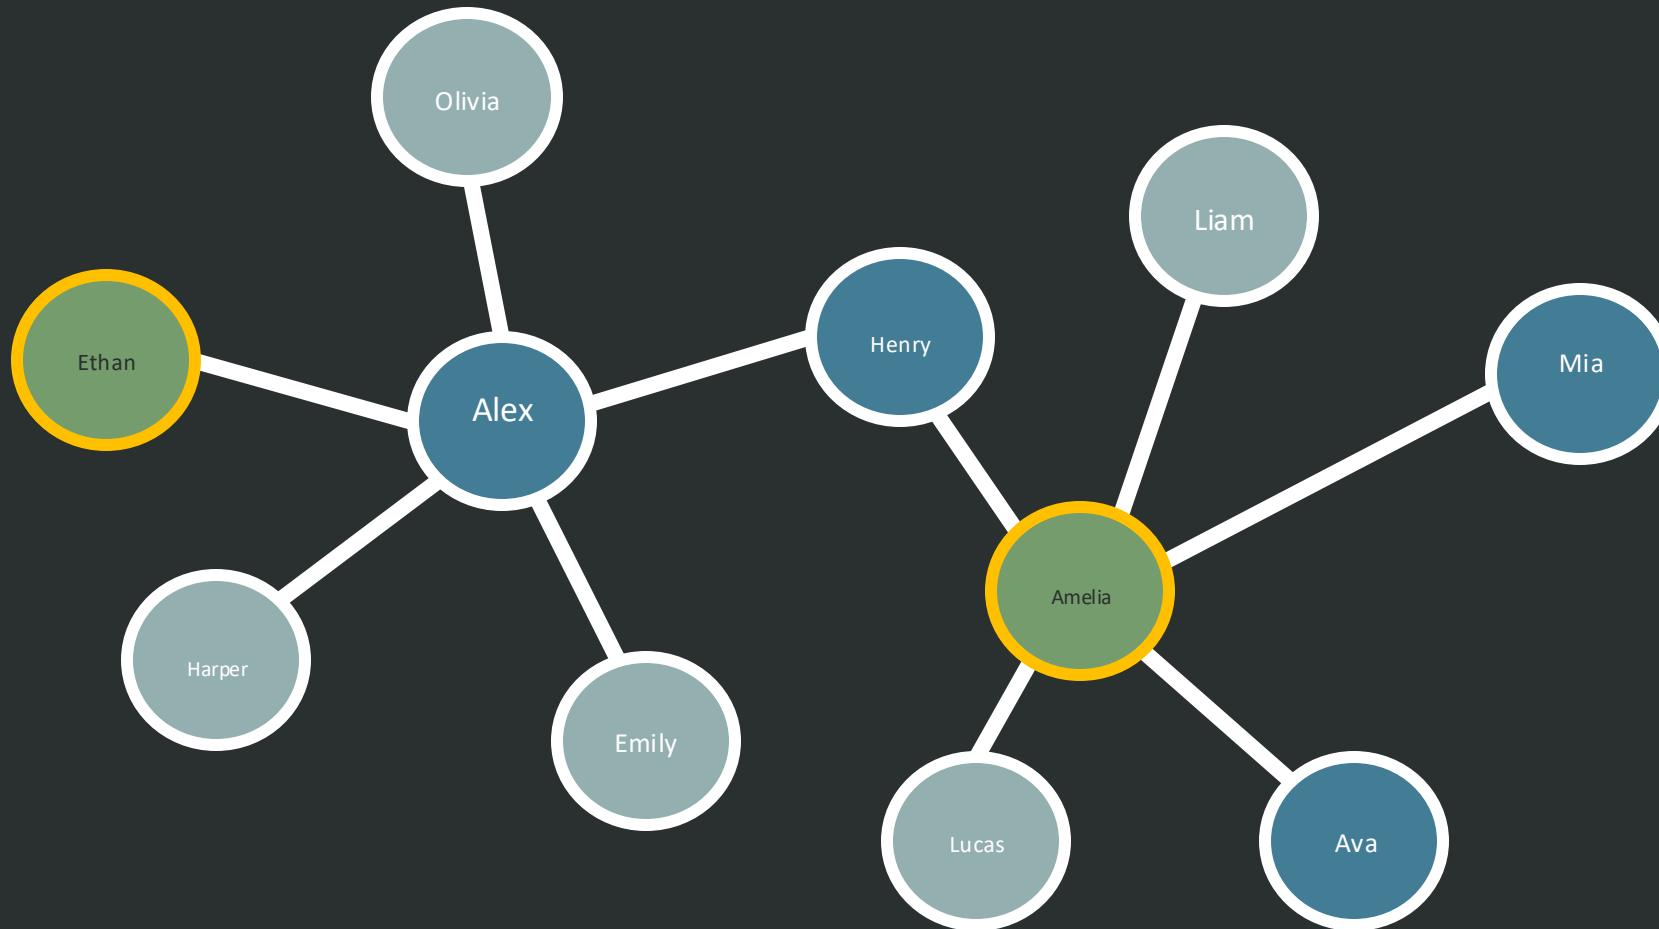 Olivia
Liam
Henry
Ethan
Mia
Alex
Amelia
Harper
Emily
Lucas
Ava